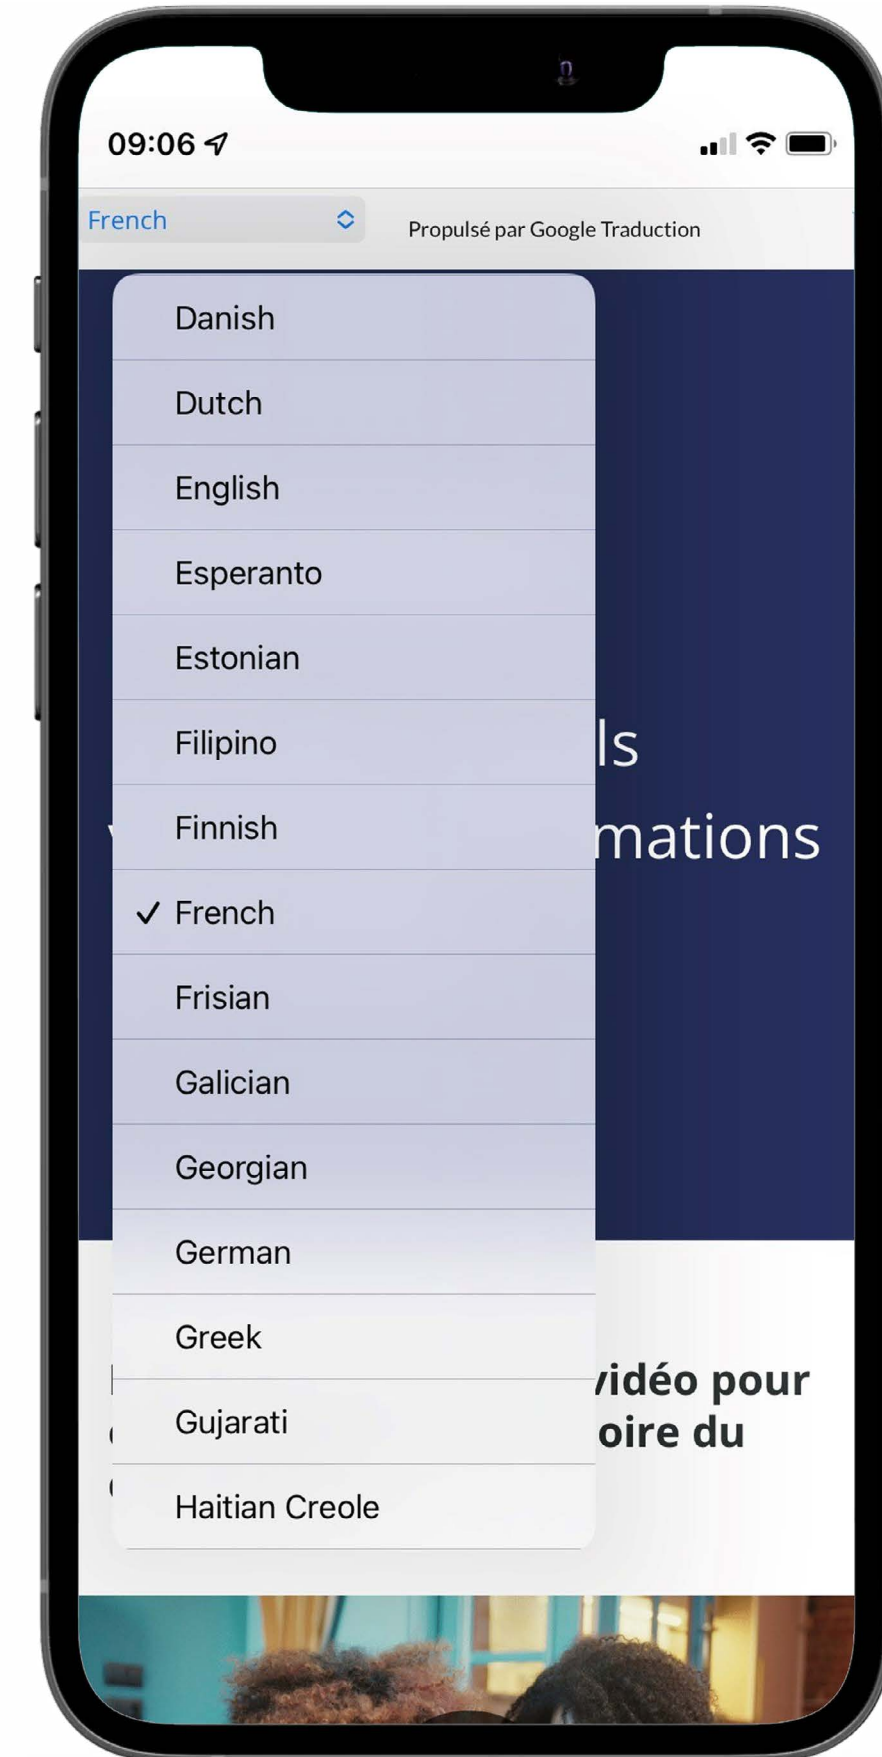 09:06
French
Propulsé par Google Traduction
Danish
Dutch
English
Esperanto
Estonian
Filipino
ls
Finnish
mations
French
Frisian
Galician
Georgian
German
Greek
vidéo pour
Gujarati
oire du
Haitian Creole